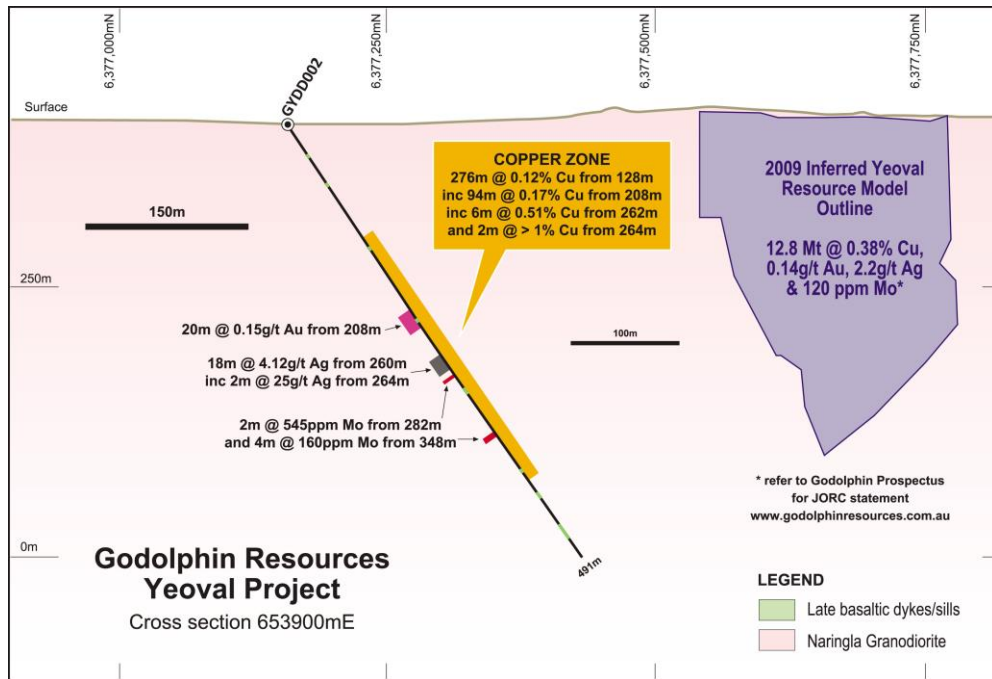 6,377,000mN
6,377,250mN
6,377,500mN
6,377,750mN
Surface
GYDD002
COPPER ZONE
276m @ 0.12% Cu from 128m
inc 94m @ 0.17% Cu from 208m
inc 6m @ 0.51% Cu from 262m
and 2m @ > 1% Cu from 264m
2009 Inferred Yeoval
Resource Model
Outline
12.8 Mt @ 0.38% Cu,
0.14g/t Au, 2.2g/t Ag
& 120 ppm Mo*
150m
250m
100m
20m @ 0.15g/t Au from 208m
18m @ 4.12g/t Ag from 260m
inc 2m @ 25g/t Ag from 264m
2m @ 545ppm Mo from 282m
and 4m @ 160ppm Mo from 348m
* refer to Godolphin Prospectus
for JORC statement
www.godolphinresources.com.au
0m
491m
Godolphin Resources
Yeoval Project
Cross section 653900mE
LEGEND
Late basaltic dykes/sills
Naringla Granodiorite